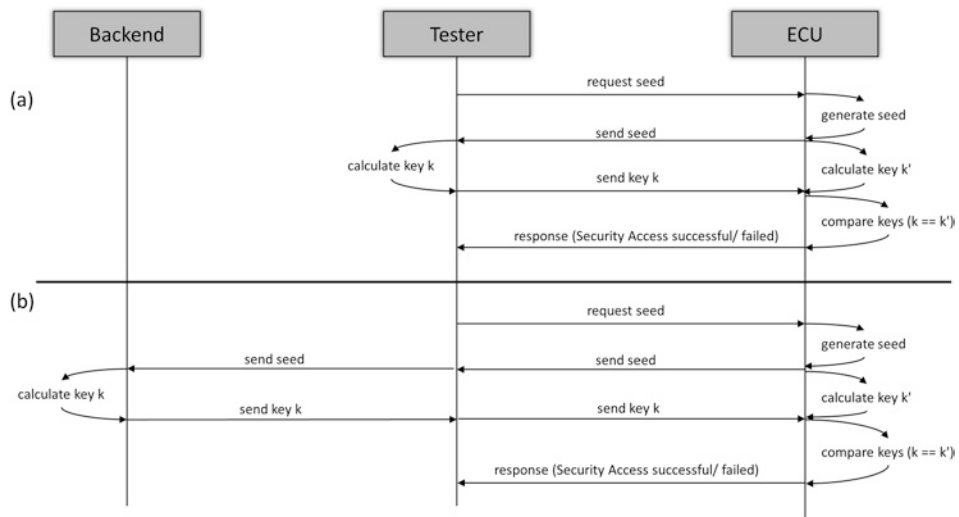 Backend
Tester
ECU
(a)
request seed
generate seed
send seed
calculate key k
calculate key k'
send key k
compare keys (k == k')
response (Security Access successful/ failed)
(b)
request seed
generate seed
send seed
send seed
calculate key k
calculate key k'
send key k
send key k
compare keys (k == k')
response (Security Access successful/ failed)